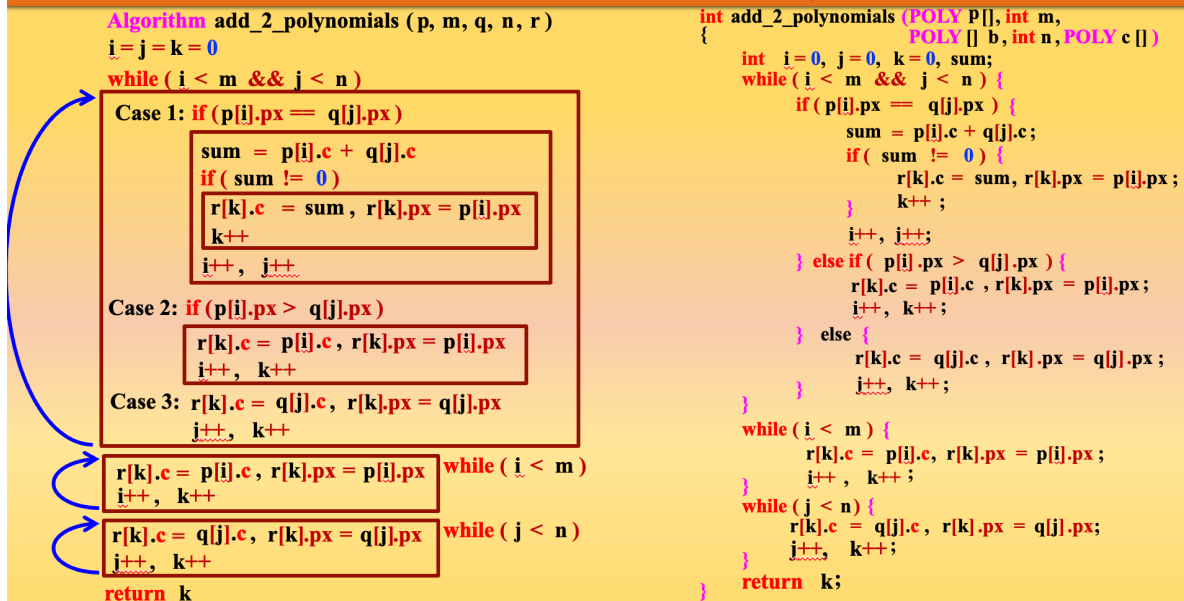 Algorithm add_2_polynomials ( p, m, q, n, r )
i = j = k = 0
while ( i < m && j < n )
Case 1: if ( p[i].px == q[j].px )
sum = p[i].c + q[j].c
if ( sum != 0 )
r[k].c = sum , r[k].px = p[i].px
k++
i++ , j++
Case 2: if ( p[i].px > q[j].px )
r[k].c = p[i].c , r[k].px = p[i].px
i++ , k++
Case 3: r[k].c = q[j].c , r[k].px = q[j].px
j++, k++
r[k].c = p[i].c , r[k].px = p[i].px while ( i < m )
i++ , k++
r[k].c = q[j].c , r[k].px = q[j].px while ( j < n )
j++, k++
return k
int add_2_polynomials (POLY P[], int m,
{ POLY [] b, int n, POLY c [] )
int i = 0, j = 0, k = 0, sum;
while ( i < m && j < n ) {
if ( p[i].px == q[j].px ) {
sum = p[i].c + q[j].c ;
if ( sum != 0 ) {
r[k].c = sum, r[k].px = p[i].px ;
k++ ;
}
i++, j++;
} else if ( p[i] .px > q[j] .px ) {
r[k].c = p[i].c , r[k].px = p[i].px ;
i++, k++ ;
} else {
r[k].c = q[j].c , r[k] .px = q[j] .px ;
j++, k++ ;
}
}
while ( i < m ) {
r[k].c = p[i].c, r[k] .px = p[i].px ;
i++ , k++ ;
}
while ( j < n) {
r[k].c = q[j].c , r[k] .px = q[j] .px;
j++, k++ ;
}
return k;
}